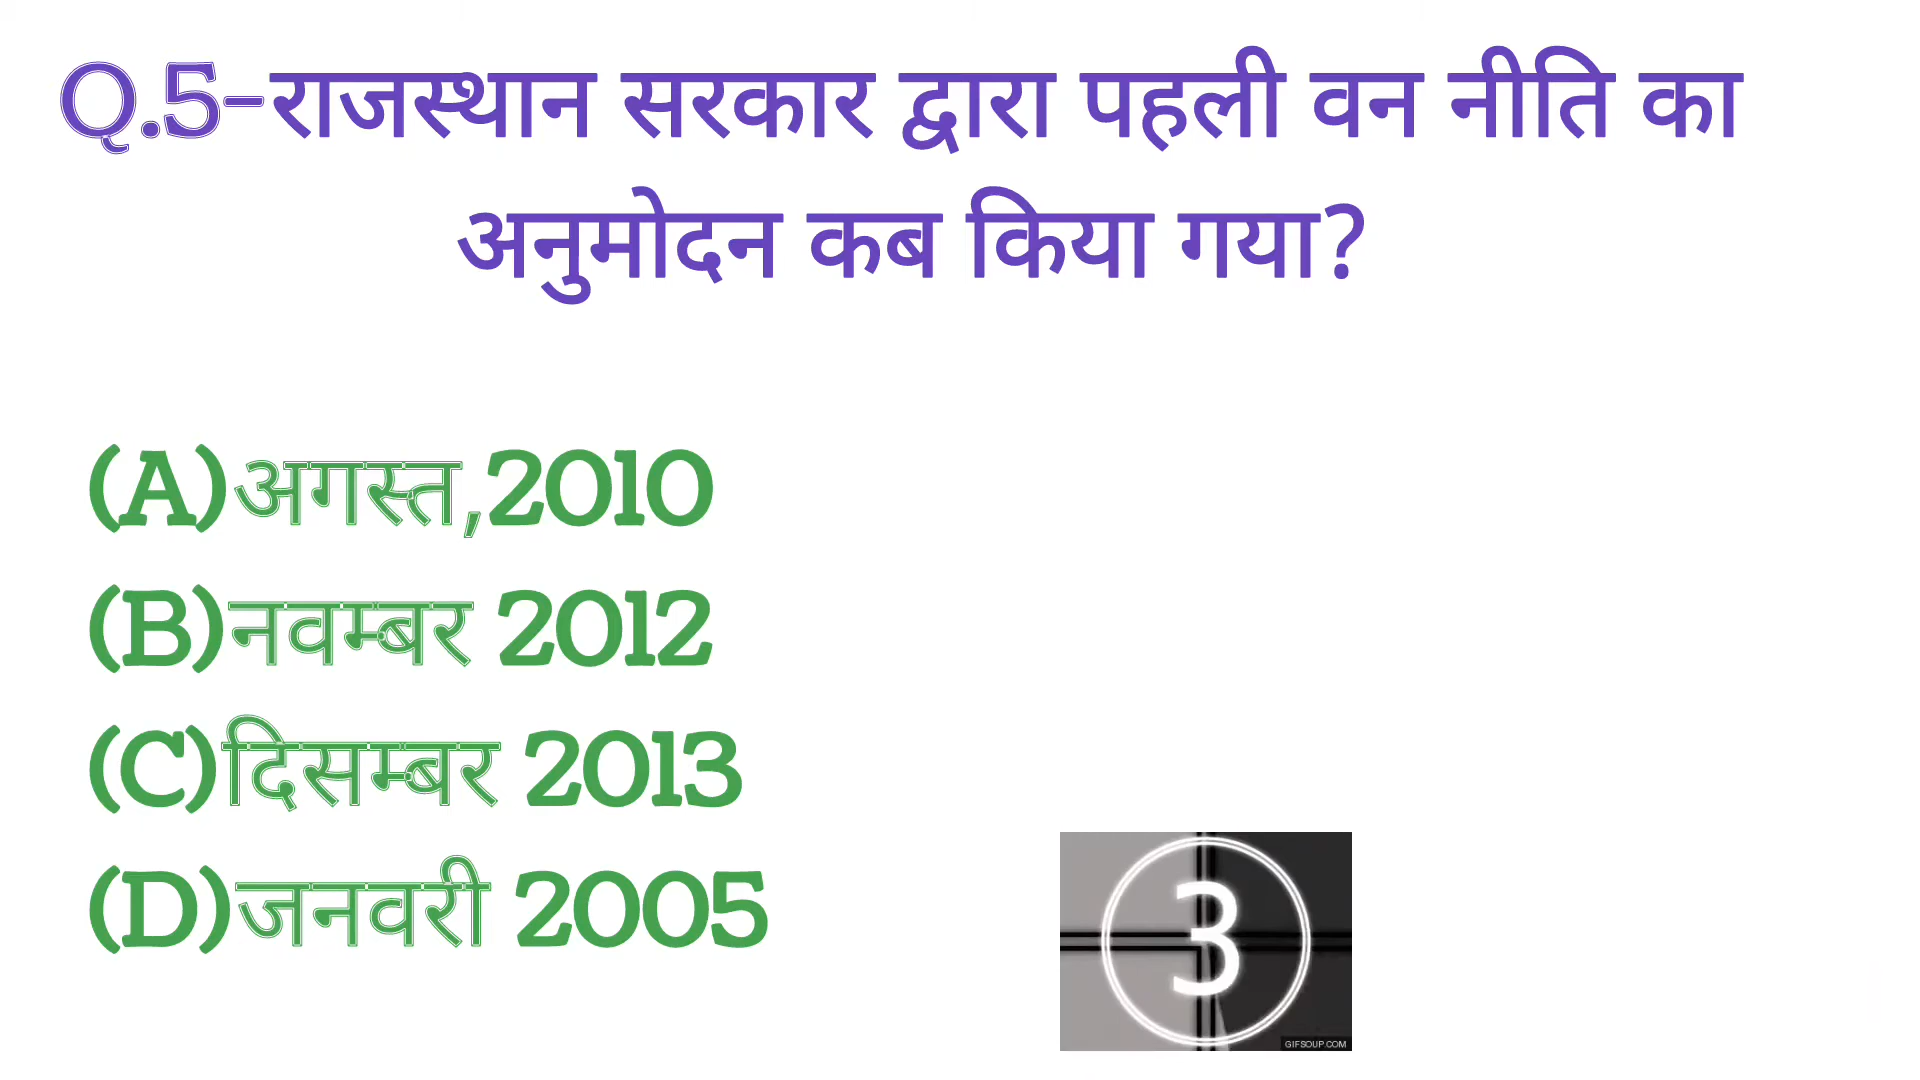 Q.5-राजस्थान सरकार द्वारा पहली वन नीति का
अनुमोदन कब किया गया?
(A)अगस्त,2010
(B)नवम्बर 2012
(C)दिसम्बर 2013
(D)जनवरी 2005
3
GIFSOUP.COM